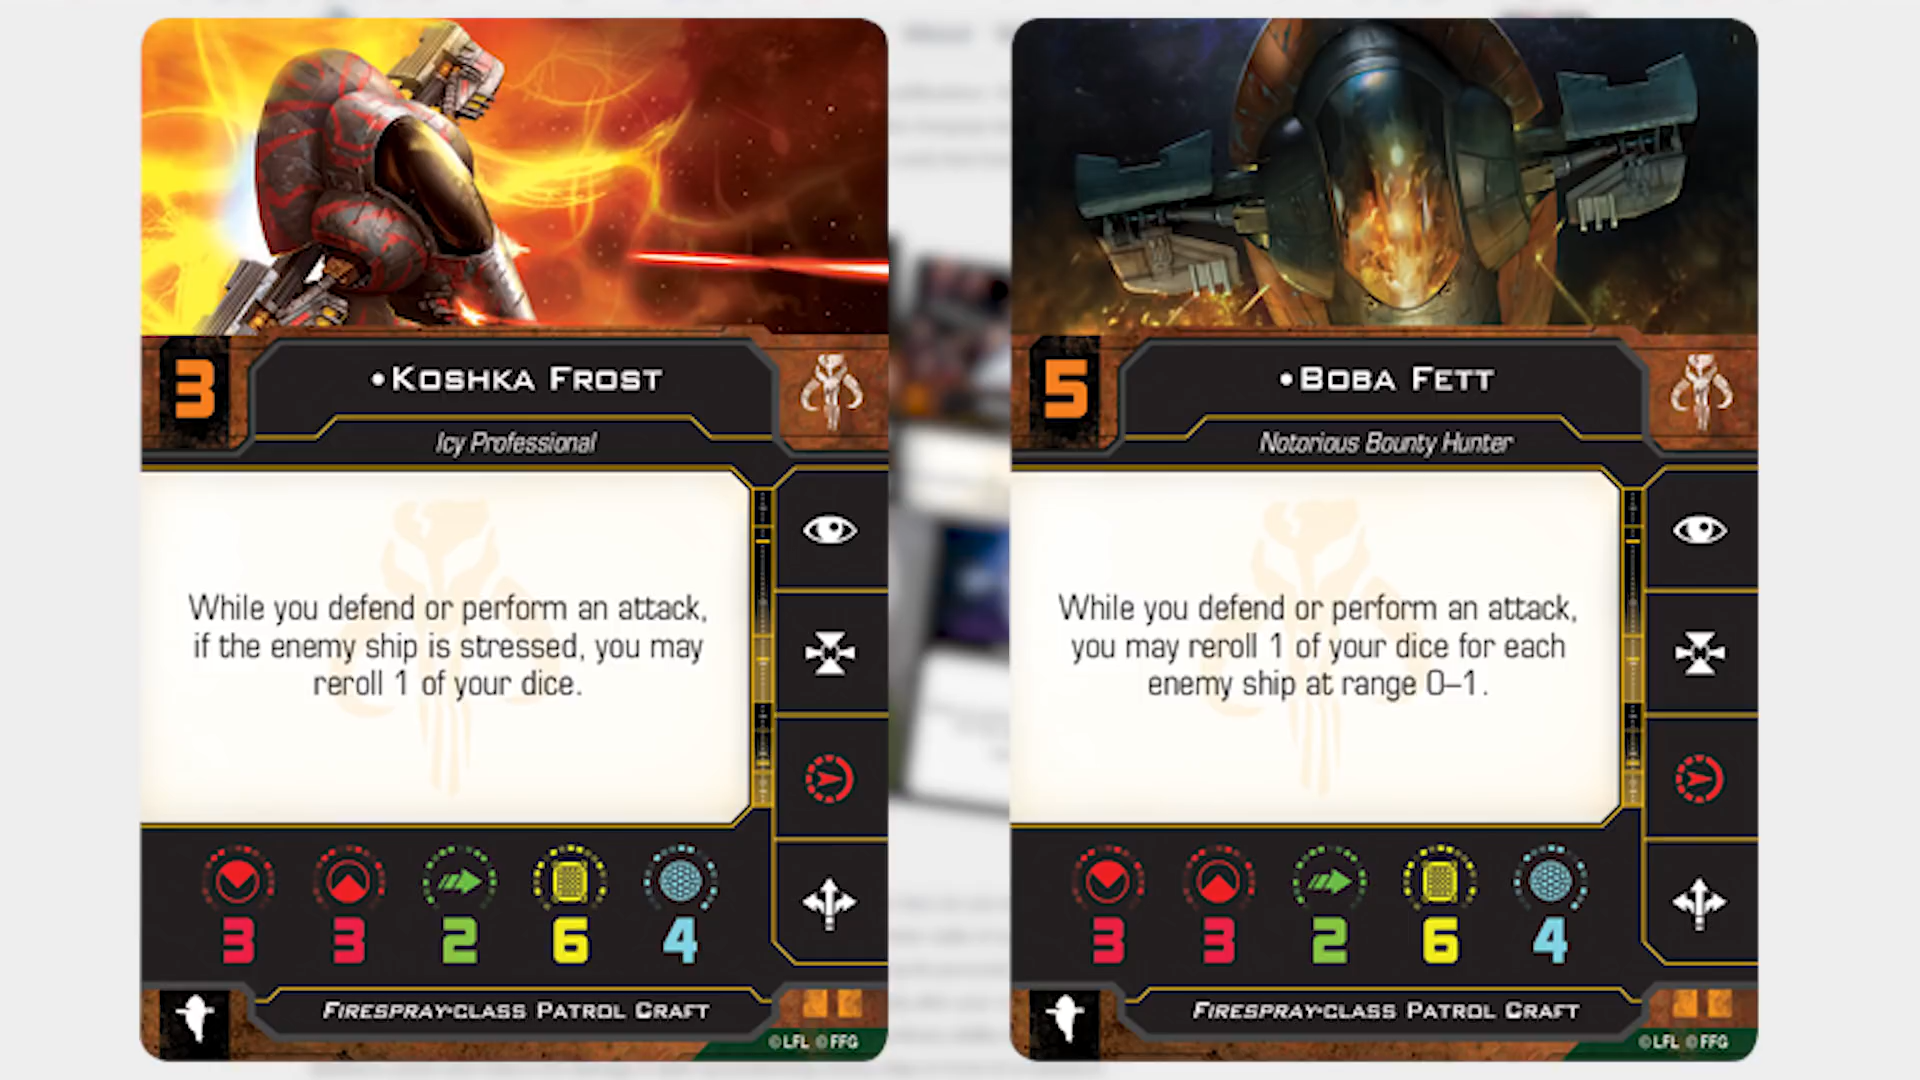 3
•Koshka Frost
Icy Professional
While you defend or perform an attack,
if the enemy ship is stressed, you may
reroll 1 of your dice.
3 3 2 6 4
Firespray-class Patrol Craft
©LFL ©FFG
5
•Boba Fett
Notorious Bounty Hunter
While you defend or perform an attack,
you may reroll 1 of your dice for each
enemy ship at range 0–1.
3 3 2 6 4
Firespray-class Patrol Craft
©LFL ©FFG